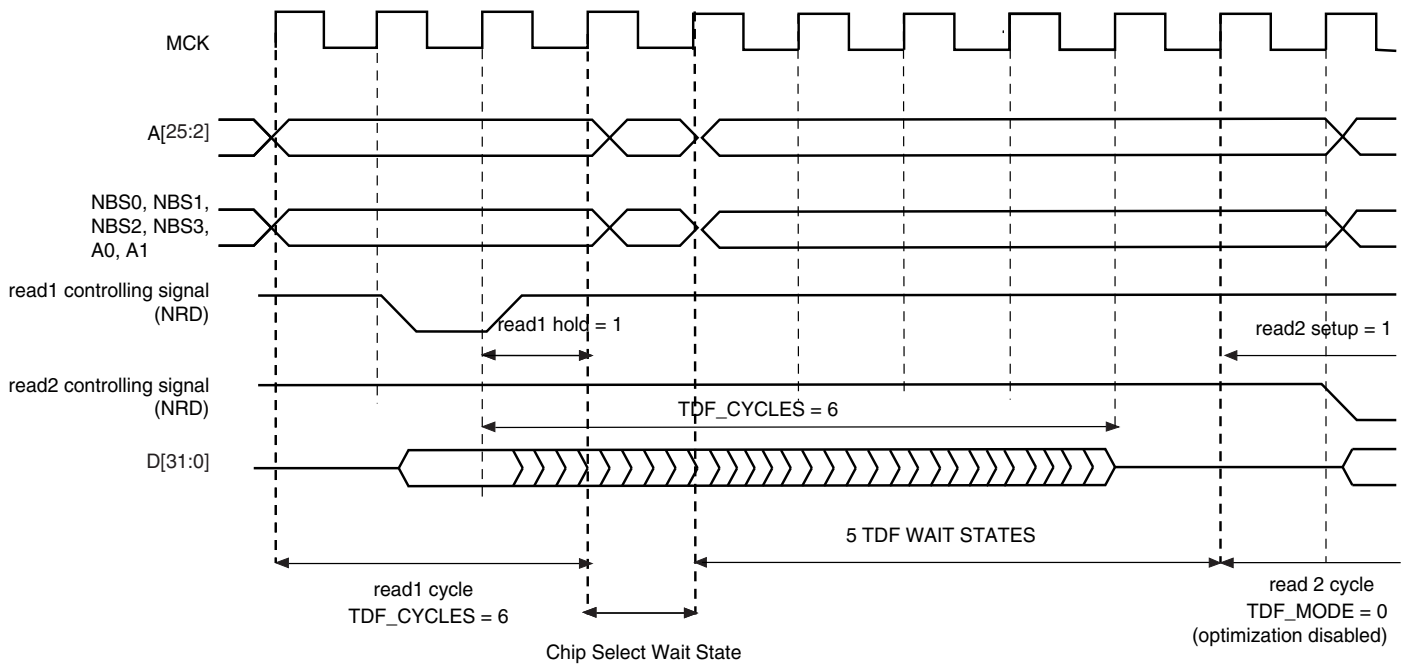 MCK
A[25:2]
NBS0, NBS1,
NBS2, NBS3,
A0, A1
read1 controlling signal
(NRD)
read1 hold = 1
read2 setup = 1
read2 controlling signal
(NRD)
TDF_CYCLES = 6
D[31:0]
5 TDF WAIT STATES
read1 cycle
TDF_CYCLES = 6
read 2 cycle
TDF_MODE = 0
(optimization disabled)
Chip Select Wait State